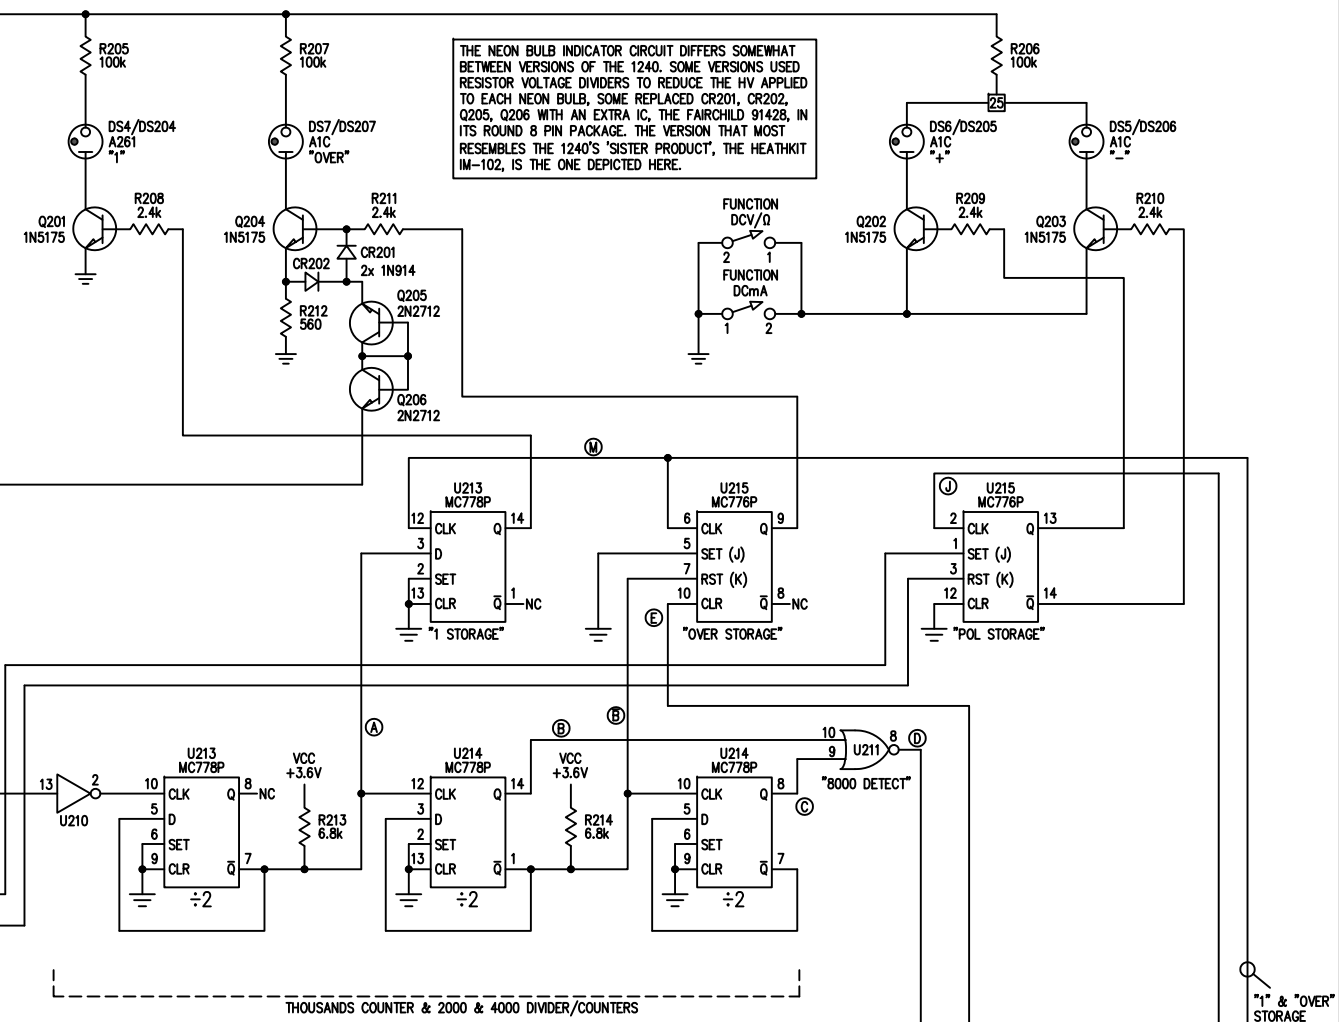 R205
100k
R207
100k
THE NEON BULB INDICATOR CIRCUIT DIFFERS SOMEWHAT
BETWEEN VERSIONS OF THE 1240. SOME VERSIONS USED
RESISTOR VOLTAGE DIVIDERS TO REDUCE THE HV APPLIED
TO EACH NEON BULB, SOME REPLACED CR201, CR202,
Q205, Q206 WITH AN EXTRA IC, THE FAIRCHILD 91428, IN
ITS ROUND 8 PIN PACKAGE. THE VERSION THAT MOST
RESEMBLES THE 1240'S 'SISTER PRODUCT', THE HEATHKIT
IM-102, IS THE ONE DEPICTED HERE.
R206
100k
25
DS4/DS204
A261
"1"
DS7/DS207
A1C
"OVER"
DS6/DS205
A1C
"+"
DS5/DS206
A1C
"-"
Q201
1N5175
R208
2.4k
Q204
1N5175
R211
2.4k
FUNCTION
DCV/Ω
2 1
FUNCTION
DCmA
1 2
Q202
1N5175
R209
2.4k
Q203
1N5175
R210
2.4k
CR202
CR201
2x 1N914
R212
560
Q205
2N2712
Q206
2N2712
M
J
U213
MC778P
12 CLK Q 14
3 D
2 SET
13 CLR Q̅ 1 NC
"1 STORAGE"
U215
MC776P
6 CLK Q 9
5 SET (J)
7 RST (K)
10 CLR Q̅ 8 NC
"OVER STORAGE"
E
U215
MC776P
2 CLK Q 13
1 SET (J)
3 RST (K)
12 CLR Q̅ 14
"POL STORAGE"
A
B
B̅
13 2
U210
U213
MC778P
10 CLK Q 8 NC
5 D
6 SET
9 CLR Q̅ 7
÷2
VCC
+3.6V
R213
6.8k
U214
MC778P
12 CLK Q 14
3 D
2 SET
13 CLR Q̅ 1
÷2
VCC
+3.6V
R214
6.8k
U214
MC778P
10 CLK Q 8
5 D
6 SET
9 CLR Q̅ 7
÷2
C
10
9 U211 8
D
"8000 DETECT"
THOUSANDS COUNTER & 2000 & 4000 DIVIDER/COUNTERS
"1" & "OVER"
STORAGE